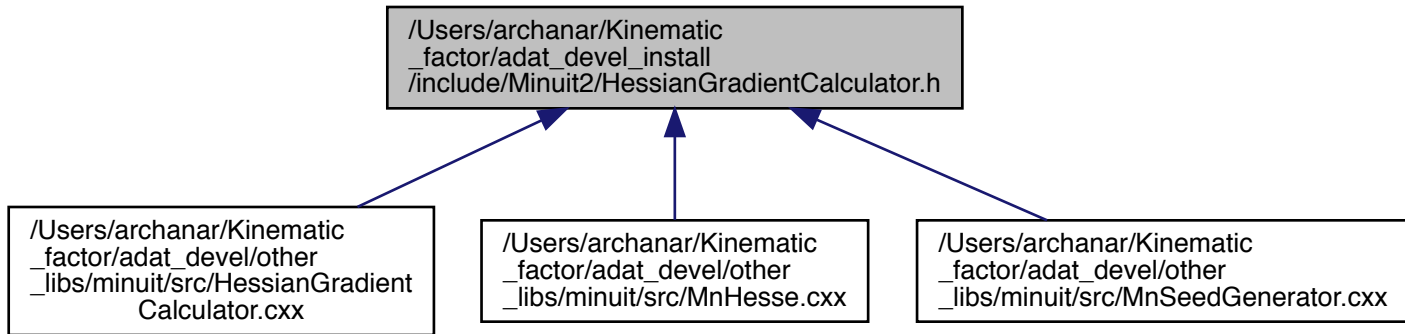 /Users/archanar/Kinematic
_factor/adat_devel_install
/include/Minuit2/HessianGradientCalculator.h
/Users/archanar/Kinematic
_factor/adat_devel/other
_libs/minuit/src/HessianGradient
Calculator.cxx
/Users/archanar/Kinematic
_factor/adat_devel/other
_libs/minuit/src/MnHesse.cxx
/Users/archanar/Kinematic
_factor/adat_devel/other
_libs/minuit/src/MnSeedGenerator.cxx